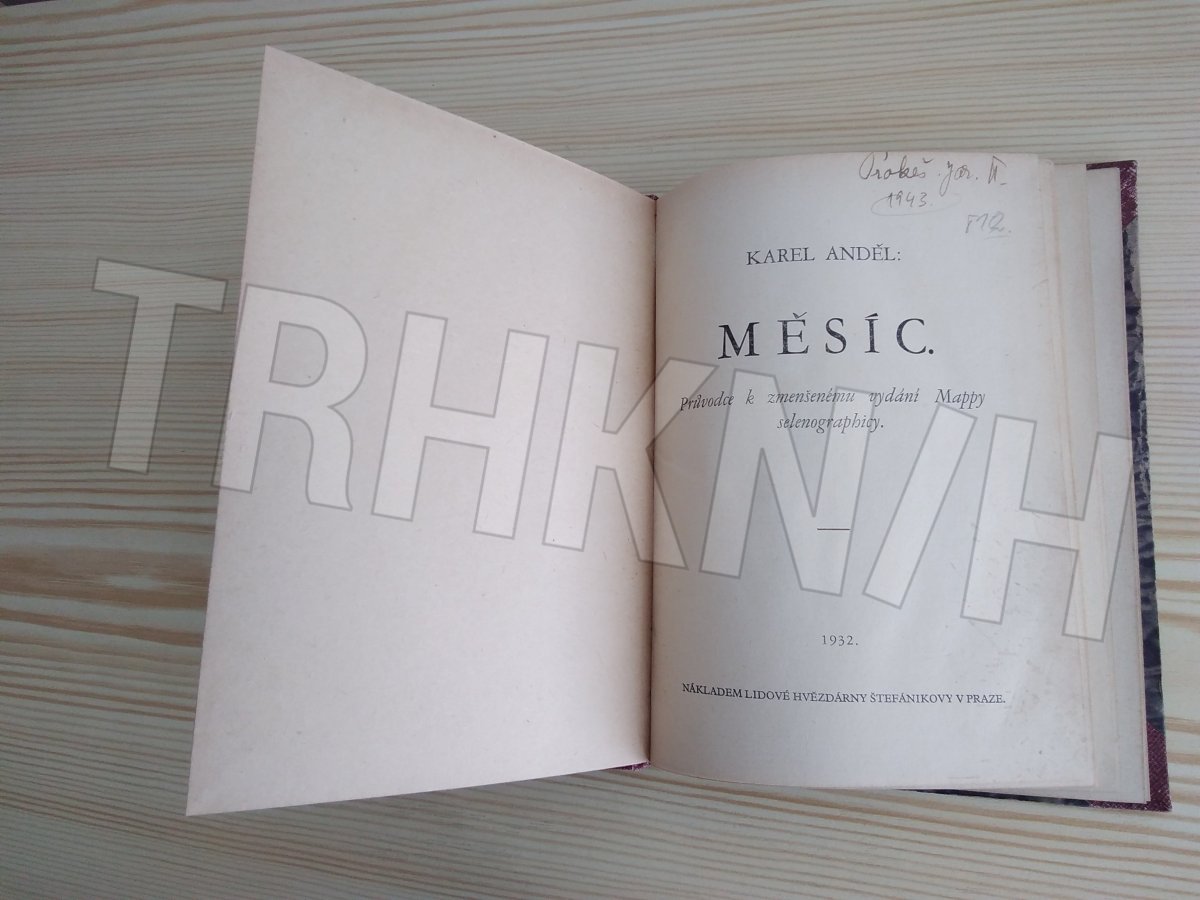 Prokeš Jar. II.
1943.
KAREL ANDĚL:
MĚSÍC.
Průvodce k zmenšenému vydání Mappy
selenographicy.
1932.
NÁKLADEM LIDOVÉ HVĚZDÁRNY ŠTEFÁNIKOVY V PRAZE.
TRHKNIH